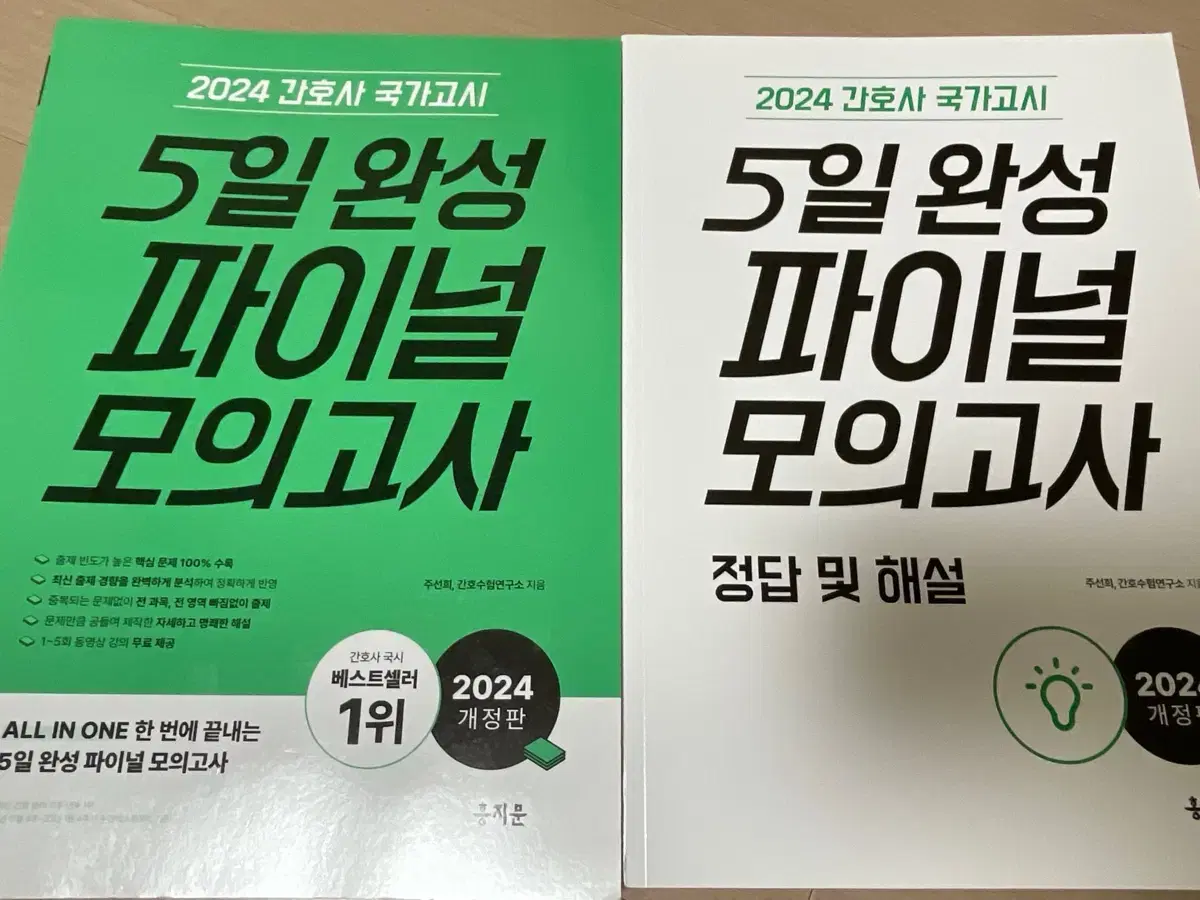 2024 간호사 국가고시
5일 완성
파이널
모의고사
출제 빈도가 높은 핵심 문제 100% 수록
최신 출제 경향을 완벽하게 분석하여 정확하게 반영
중복되는 문제없이 전 과목, 전 영역 빠짐없이 출제
문제만큼 공들여 제작한 자세하고 명쾌한 해설
1~5회 동영상 강의 무료 제공
주선희, 간호수험연구소 지음
간호사 국시
베스트셀러
1위
2024
개정판
ALL IN ONE 한 번에 끝내는
5일 완성 파이널 모의고사
홍지문
2024 간호사 국가고시
5일 완성
파이널
모의고사
정답 및 해설
주선희, 간호수험연구소 지음
2024
개정판
홍